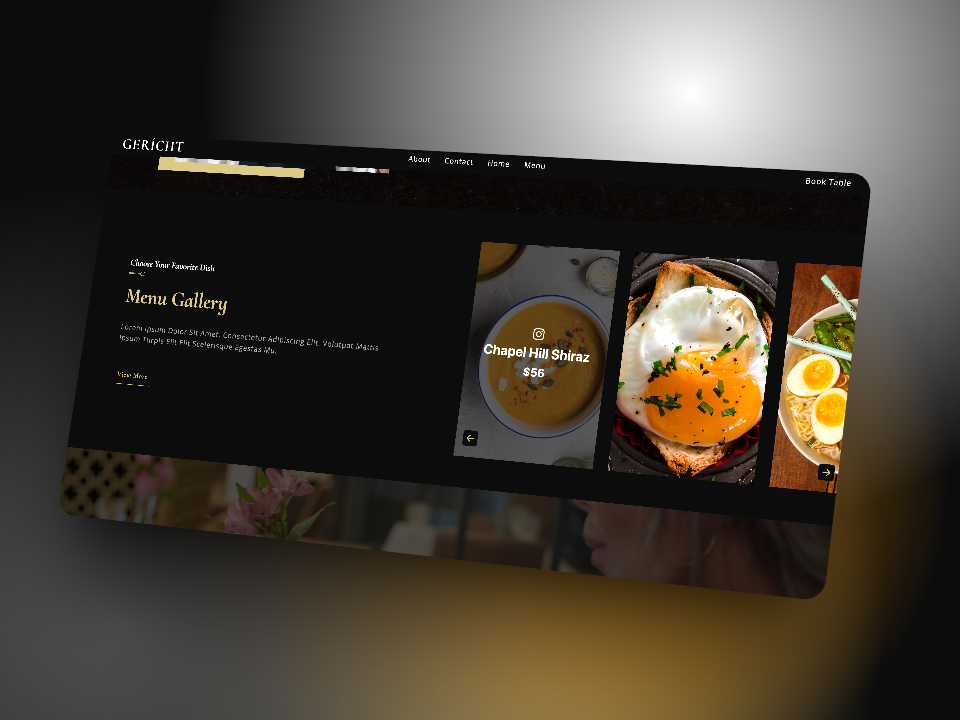 GERÍCHT
About Contact Home Menu
Book Table
Choose Your Favorite Dish
Menu Gallery
Lorem Ipsum Dolor Sit Amet, Consectetur Adipiscing Elit. Volutpat Mattis
Ipsum Turpis Elit Elit Scelerisque Egestas Mu.
View More
Chapel Hill Shiraz
$56